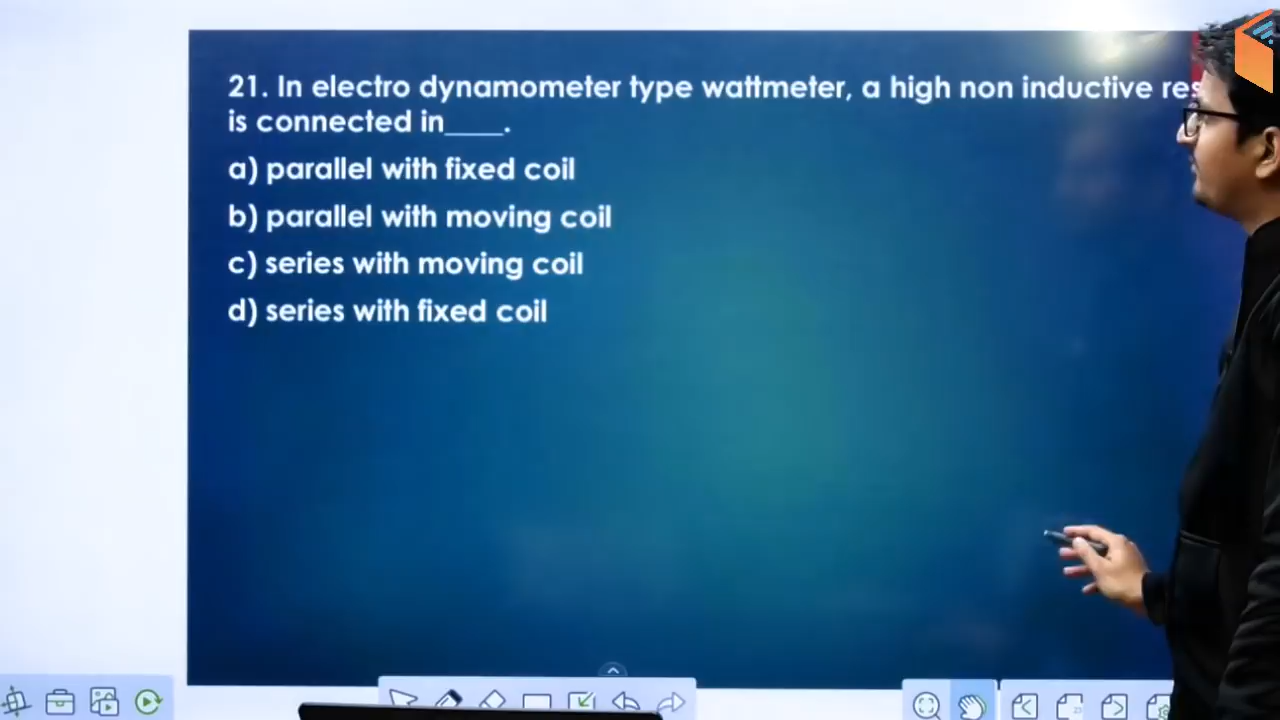 21. In electro dynamometer type wattmeter, a high non inductive
is connected in____.
a) parallel with fixed coil
b) parallel with moving coil
c) series with moving coil
d) series with fixed coil